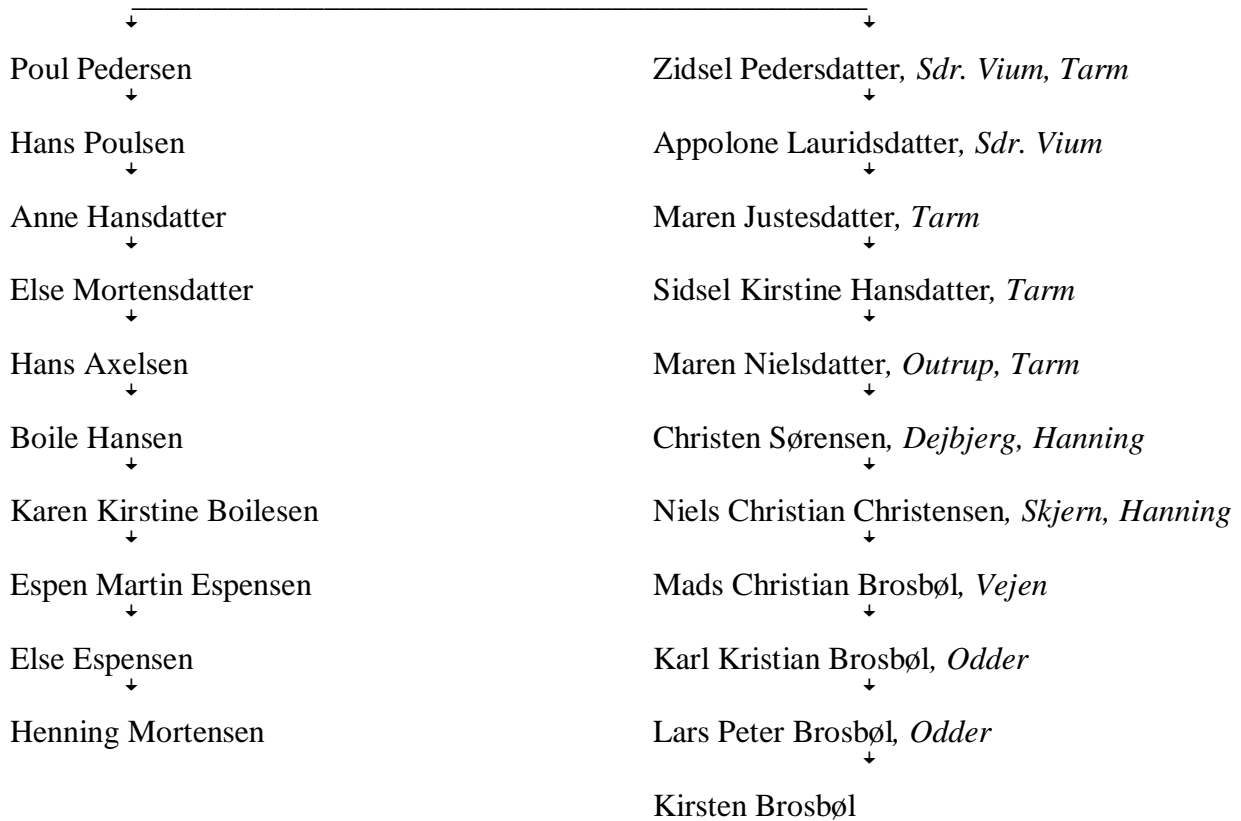 Poul Pedersen Zidsel Pedersdatter, Sdr. Vium, Tarm
Hans Poulsen Appolone Lauridsdatter, Sdr. Vium
Anne Hansdatter Maren Justesdatter, Tarm
Else Mortensdatter Sidsel Kirstine Hansdatter, Tarm
Hans Axelsen Maren Nielsdatter, Outrup, Tarm
Boile Hansen Christen Sørensen, Dejbjerg, Hanning
Karen Kirstine Boilesen Niels Christian Christensen, Skjern, Hanning
Espen Martin Espensen Mads Christian Brosbøl, Vejen
Else Espensen Karl Kristian Brosbøl, Odder
Henning Mortensen Lars Peter Brosbøl, Odder
Kirsten Brosbøl